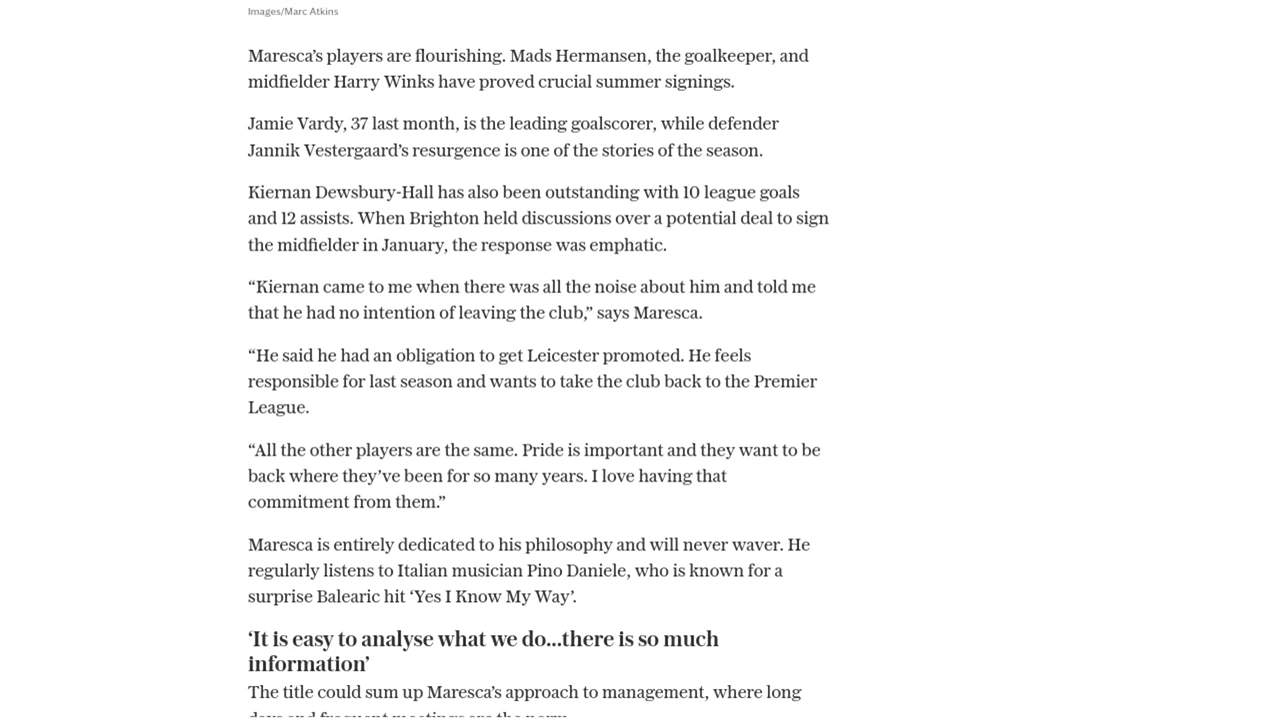 Images/Marc Atkins
Maresca’s players are flourishing. Mads Hermansen, the goalkeeper, and
midfielder Harry Winks have proved crucial summer signings.
Jamie Vardy, 37 last month, is the leading goalscorer, while defender
Jannik Vestergaard’s resurgence is one of the stories of the season.
Kiernan Dewsbury-Hall has also been outstanding with 10 league goals
and 12 assists. When Brighton held discussions over a potential deal to sign
the midfielder in January, the response was emphatic.
“Kiernan came to me when there was all the noise about him and told me
that he had no intention of leaving the club,” says Maresca.
“He said he had an obligation to get Leicester promoted. He feels
responsible for last season and wants to take the club back to the Premier
League.
“All the other players are the same. Pride is important and they want to be
back where they’ve been for so many years. I love having that
commitment from them.”
Maresca is entirely dedicated to his philosophy and will never waver. He
regularly listens to Italian musician Pino Daniele, who is known for a
surprise Balearic hit ‘Yes I Know My Way’.
‘It is easy to analyse what we do...there is so much
information’
The title could sum up Maresca’s approach to management, where long
days and frequent meetings are the norm.